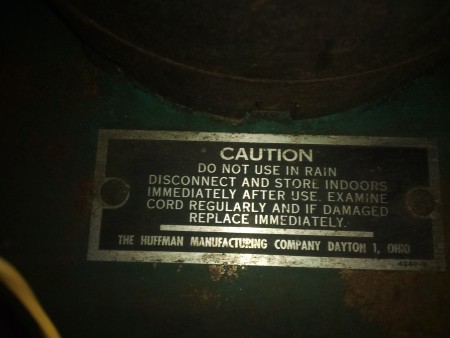 CAUTION
DO NOT USE IN RAIN
DISCONNECT AND STORE INDOORS
IMMEDIATELY AFTER USE. EXAMINE
CORD REGULARLY AND IF DAMAGED
REPLACE IMMEDIATELY.
THE HUFFMAN MANUFACTURING COMPANY DAYTON 1, OHIO